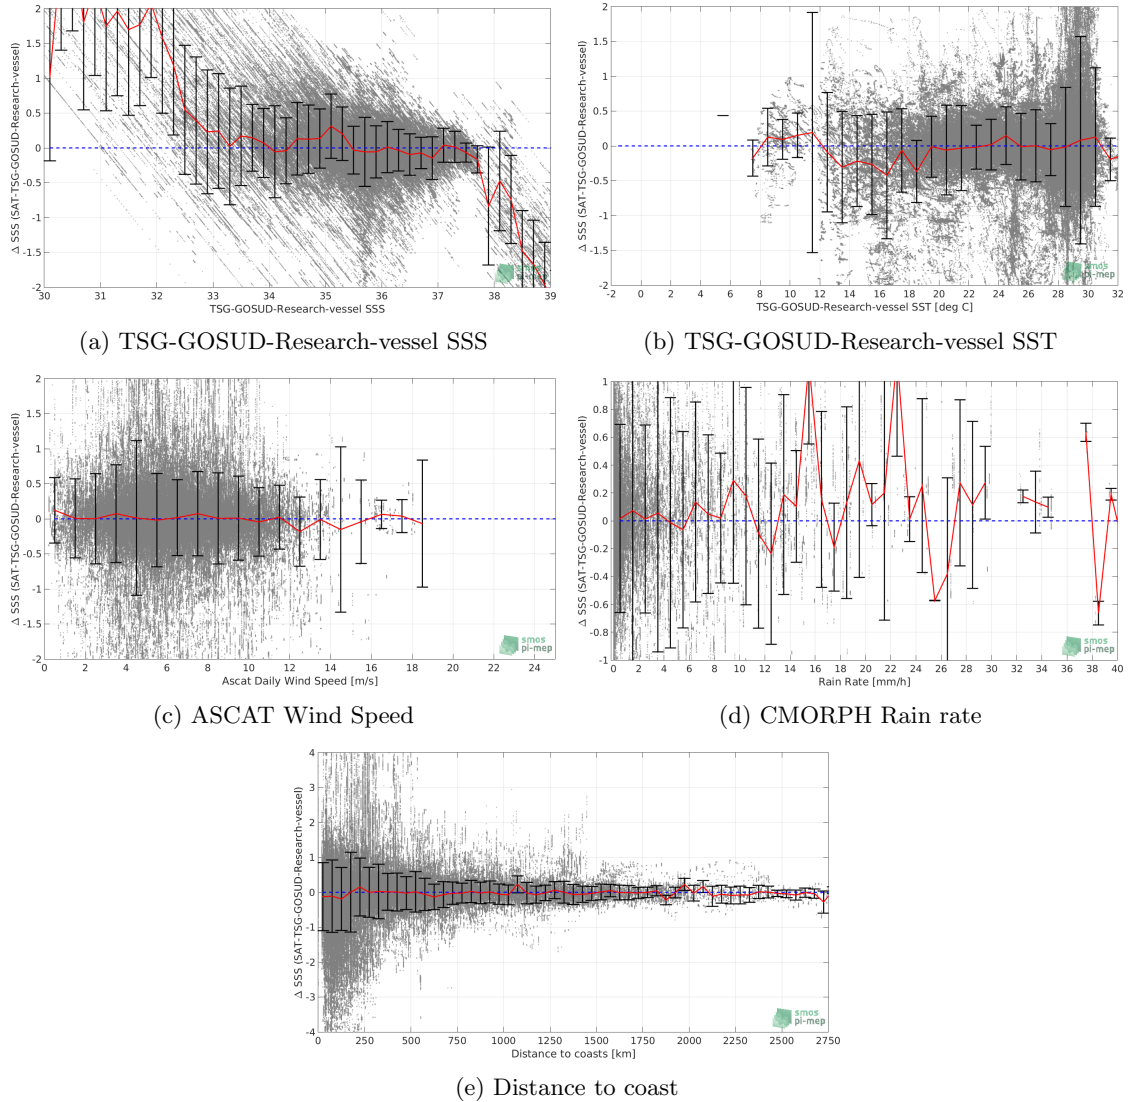 Δ SSS (SAT-TSG-GOSUD-Research-vessel)
2
1.5
1
0.5
0
-0.5
-1
-1.5
-2
30 31 32 33 34 35 36 37 38 39
TSG-GOSUD-Research-vessel SSS
smos
pi-mep
(a) TSG-GOSUD-Research-vessel SSS
Δ SSS (SAT-TSG-GOSUD-Research-vessel)
2
1.5
1
0.5
0
-0.5
-1
-1.5
-2
-2 0 2 4 6 8 10 12 14 16 18 20 22 24 26 28 30 32
TSG-GOSUD-Research-vessel SST [deg C]
smos
pi-mep
(b) TSG-GOSUD-Research-vessel SST
Δ SSS (SAT-TSG-GOSUD-Research-vessel)
2
1.5
1
0.5
0
-0.5
-1
-1.5
-2
0 2 4 6 8 10 12 14 16 18 20 22 24
Ascat Daily Wind Speed [m/s]
smos
pi-mep
(c) ASCAT Wind Speed
Δ SSS (SAT-TSG-GOSUD-Research-vessel)
1
0.8
0.6
0.4
0.2
0
-0.2
-0.4
-0.6
-0.8
-1
0 2 4 6 8 10 12 14 16 18 20 22 24 26 28 30 32 34 36 38 40
Rain Rate [mm/h]
smos
pi-mep
(d) CMORPH Rain rate
Δ SSS (SAT-TSG-GOSUD-Research-vessel)
4
3
2
1
0
-1
-2
-3
-4
0 250 500 750 1000 1250 1500 1750 2000 2250 2500 2750
Distance to coasts [km]
smos
pi-mep
(e) Distance to coast